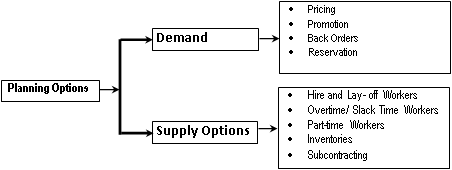 Planning Options
Demand
• Pricing
• Promotion
• Back Orders
• Reservation
Supply Options
• Hire and Lay- off Workers
• Overtime/ Slack Time Workers
• Part-time Workers
• Inventories
• Subcontracting